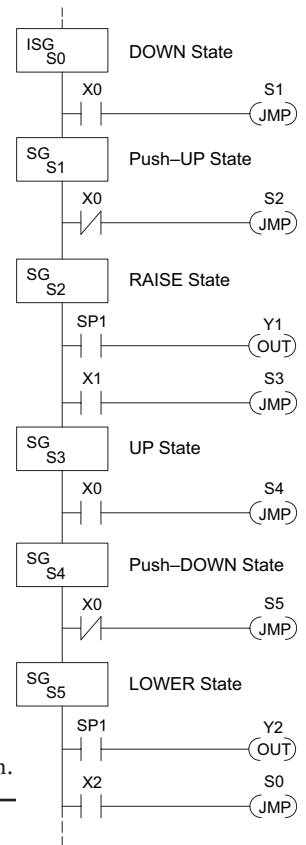 ISG
S0
DOWN State
X0
S1
JMP
SG
S1
Push–UP State
X0
S2
JMP
SG
S2
RAISE State
SP1
Y1
OUT
X1
S3
JMP
SG
S3
UP State
X0
S4
JMP
SG
S4
Push–DOWN State
X0
S5
JMP
SG
S5
LOWER State
SP1
Y2
OUT
X2
S0
JMP